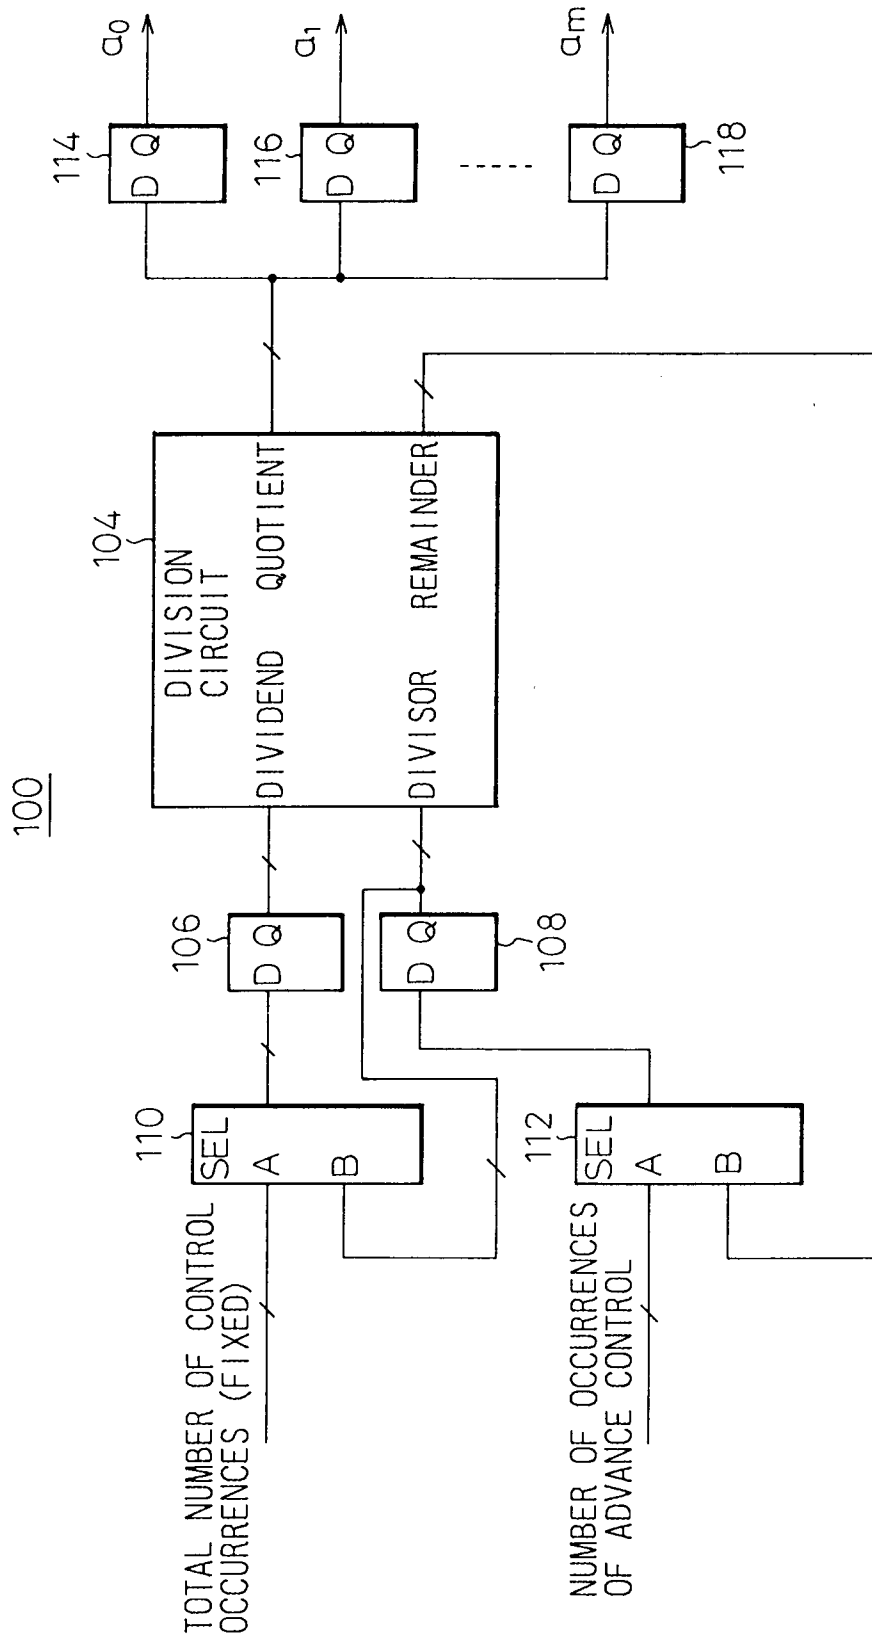 100
TOTAL NUMBER OF CONTROL
OCCURRENCES (FIXED)
110
SEL
A
B
106
D Q
104
DIVISION
CIRCUIT
DIVIDEND QUOTIENT
DIVISOR REMAINDER
114
D Q
a0
116
D Q
a1
118
D Q
am
NUMBER OF OCCURRENCES
OF ADVANCE CONTROL
112
SEL
A
B
108
D Q